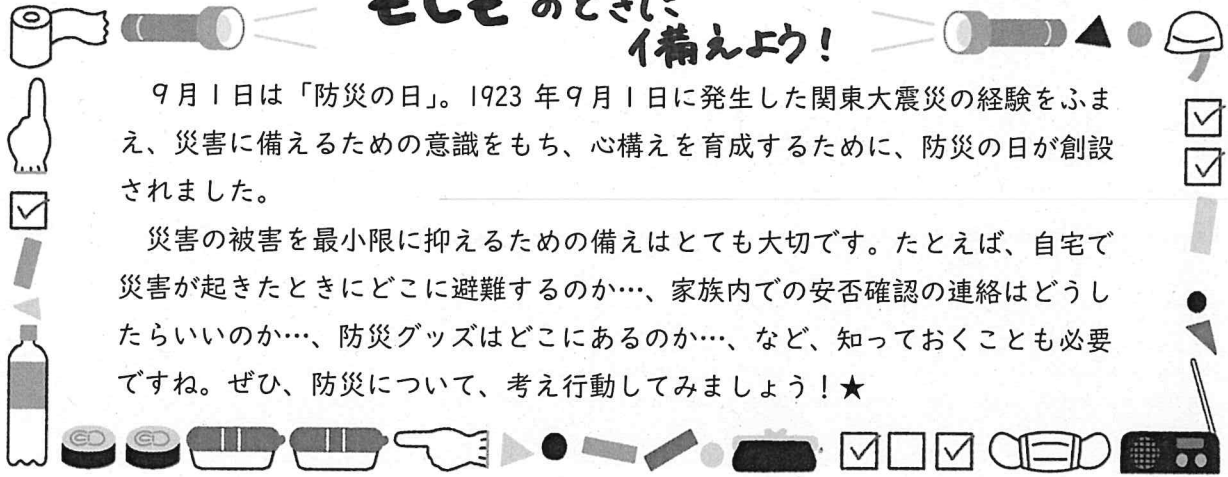 もしものときに
備えよう!
9月1日は「防災の日」。1923年9月1日に発生した関東大震災の経験をふま
え、災害に備えるための意識をもち、心構えを育成するために、防災の日が創設
されました。
災害の被害を最小限に抑えるための備えはとても大切です。たとえば、自宅で
災害が起きたときにどこに避難するのか…、家族内での安否確認の連絡はどうし
たらいいのか…、防災グッズはどこにあるのか…、など、知っておくことも必要
ですね。ぜひ、防災について、考え行動してみましょう!★